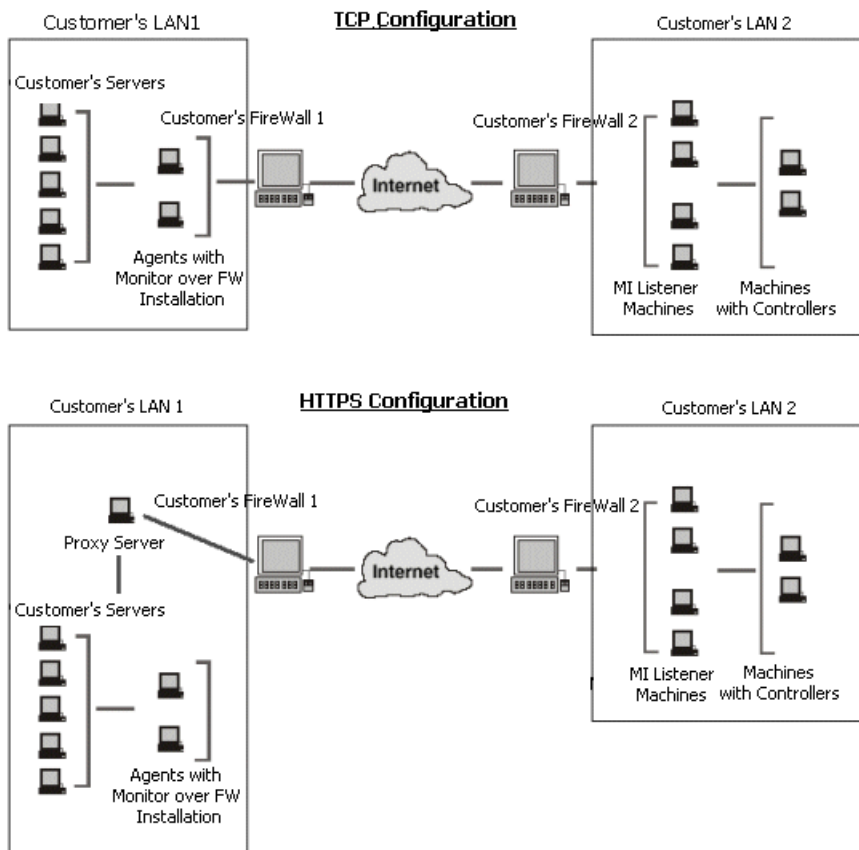 Customer's LAN1
TCP Configuration
Customer's LAN 2
Customer's Servers
Customer's FireWall 1
Customer's FireWall 2
Internet
Agents with
Monitor over FW
Installation
MI Listener
Machines
Machines
with Controllers
Customer's LAN 1
HTTPS Configuration
Customer's LAN 2
Customer's FireWall 1
Customer's FireWall 2
Proxy Server
Internet
Customer's Servers
MI Listener
Machines
Machines
with Controllers
Agents with
Monitor over FW
Installation